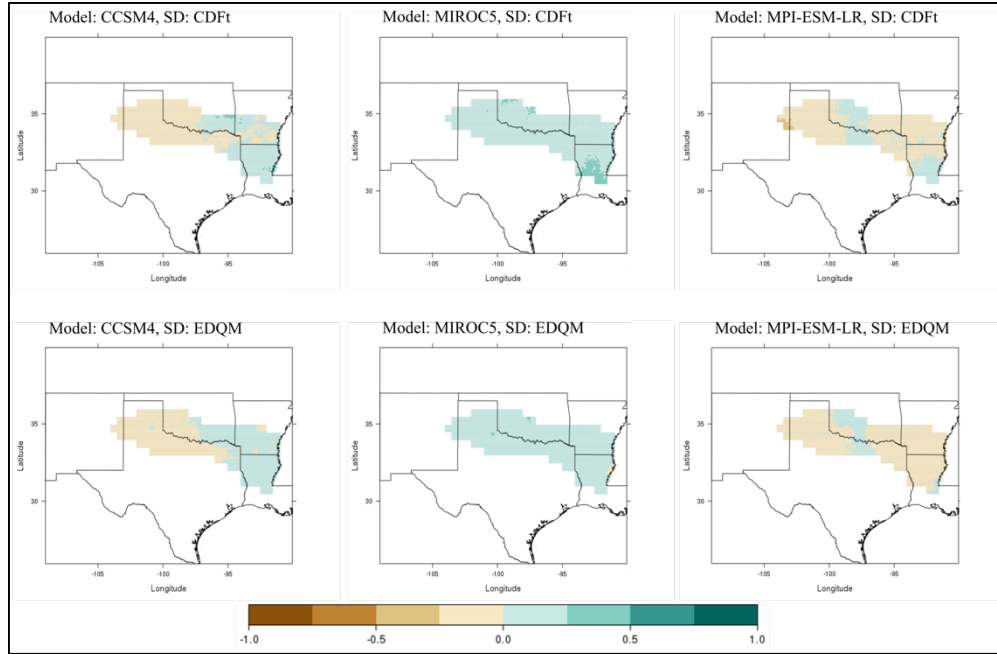 Model: CCSM4, SD: CDFt
Model: MIROC5, SD: CDFt
Model: MPI-ESM-LR, SD: CDFt
Latitude
35
30
-105
-100
-95
Longitude
Latitude
35
30
-105
-100
-95
Longitude
Latitude
35
30
-105
-100
-95
Longitude
Model: CCSM4, SD: EDQM
Model: MIROC5, SD: EDQM
Model: MPI-ESM-LR, SD: EDQM
Latitude
35
30
-105
-100
-95
Longitude
Latitude
35
30
-105
-100
-95
Longitude
Latitude
35
30
-105
-100
-95
Longitude
-1.0
-0.5
0.0
0.5
1.0